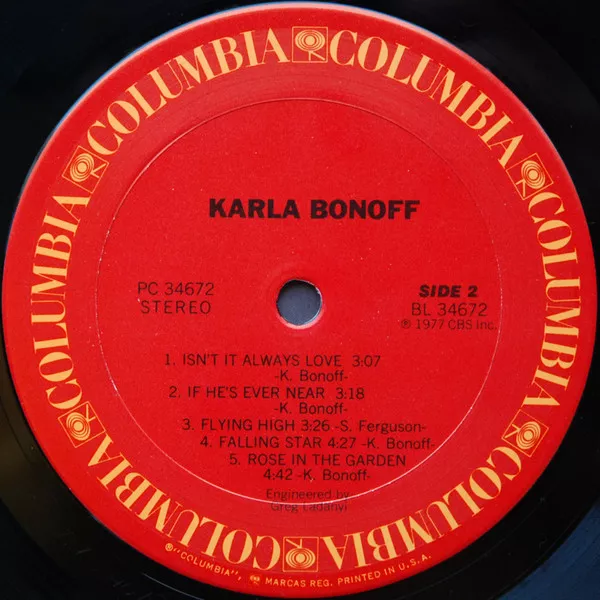 COLUMBIA COLUMBIA COLUMBIA COLUMBIA COLUMBIA COLUMBIA
KARLA BONOFF
PC 34672
STEREO
SIDE 2
BL 34672
℗ 1977 CBS Inc.
1. ISN'T IT ALWAYS LOVE 3:07
-K. Bonoff-
2. IF HE'S EVER NEAR 3:18
-K. Bonoff-
3. FLYING HIGH 3:26 -S. Ferguson-
4. FALLING STAR 4:27 -K. Bonoff-
5. ROSE IN THE GARDEN
4:42 -K. Bonoff-
Engineered by:
Greg Ladanyi
®"COLUMBIA", MARCAS REG. PRINTED IN U.S.A.